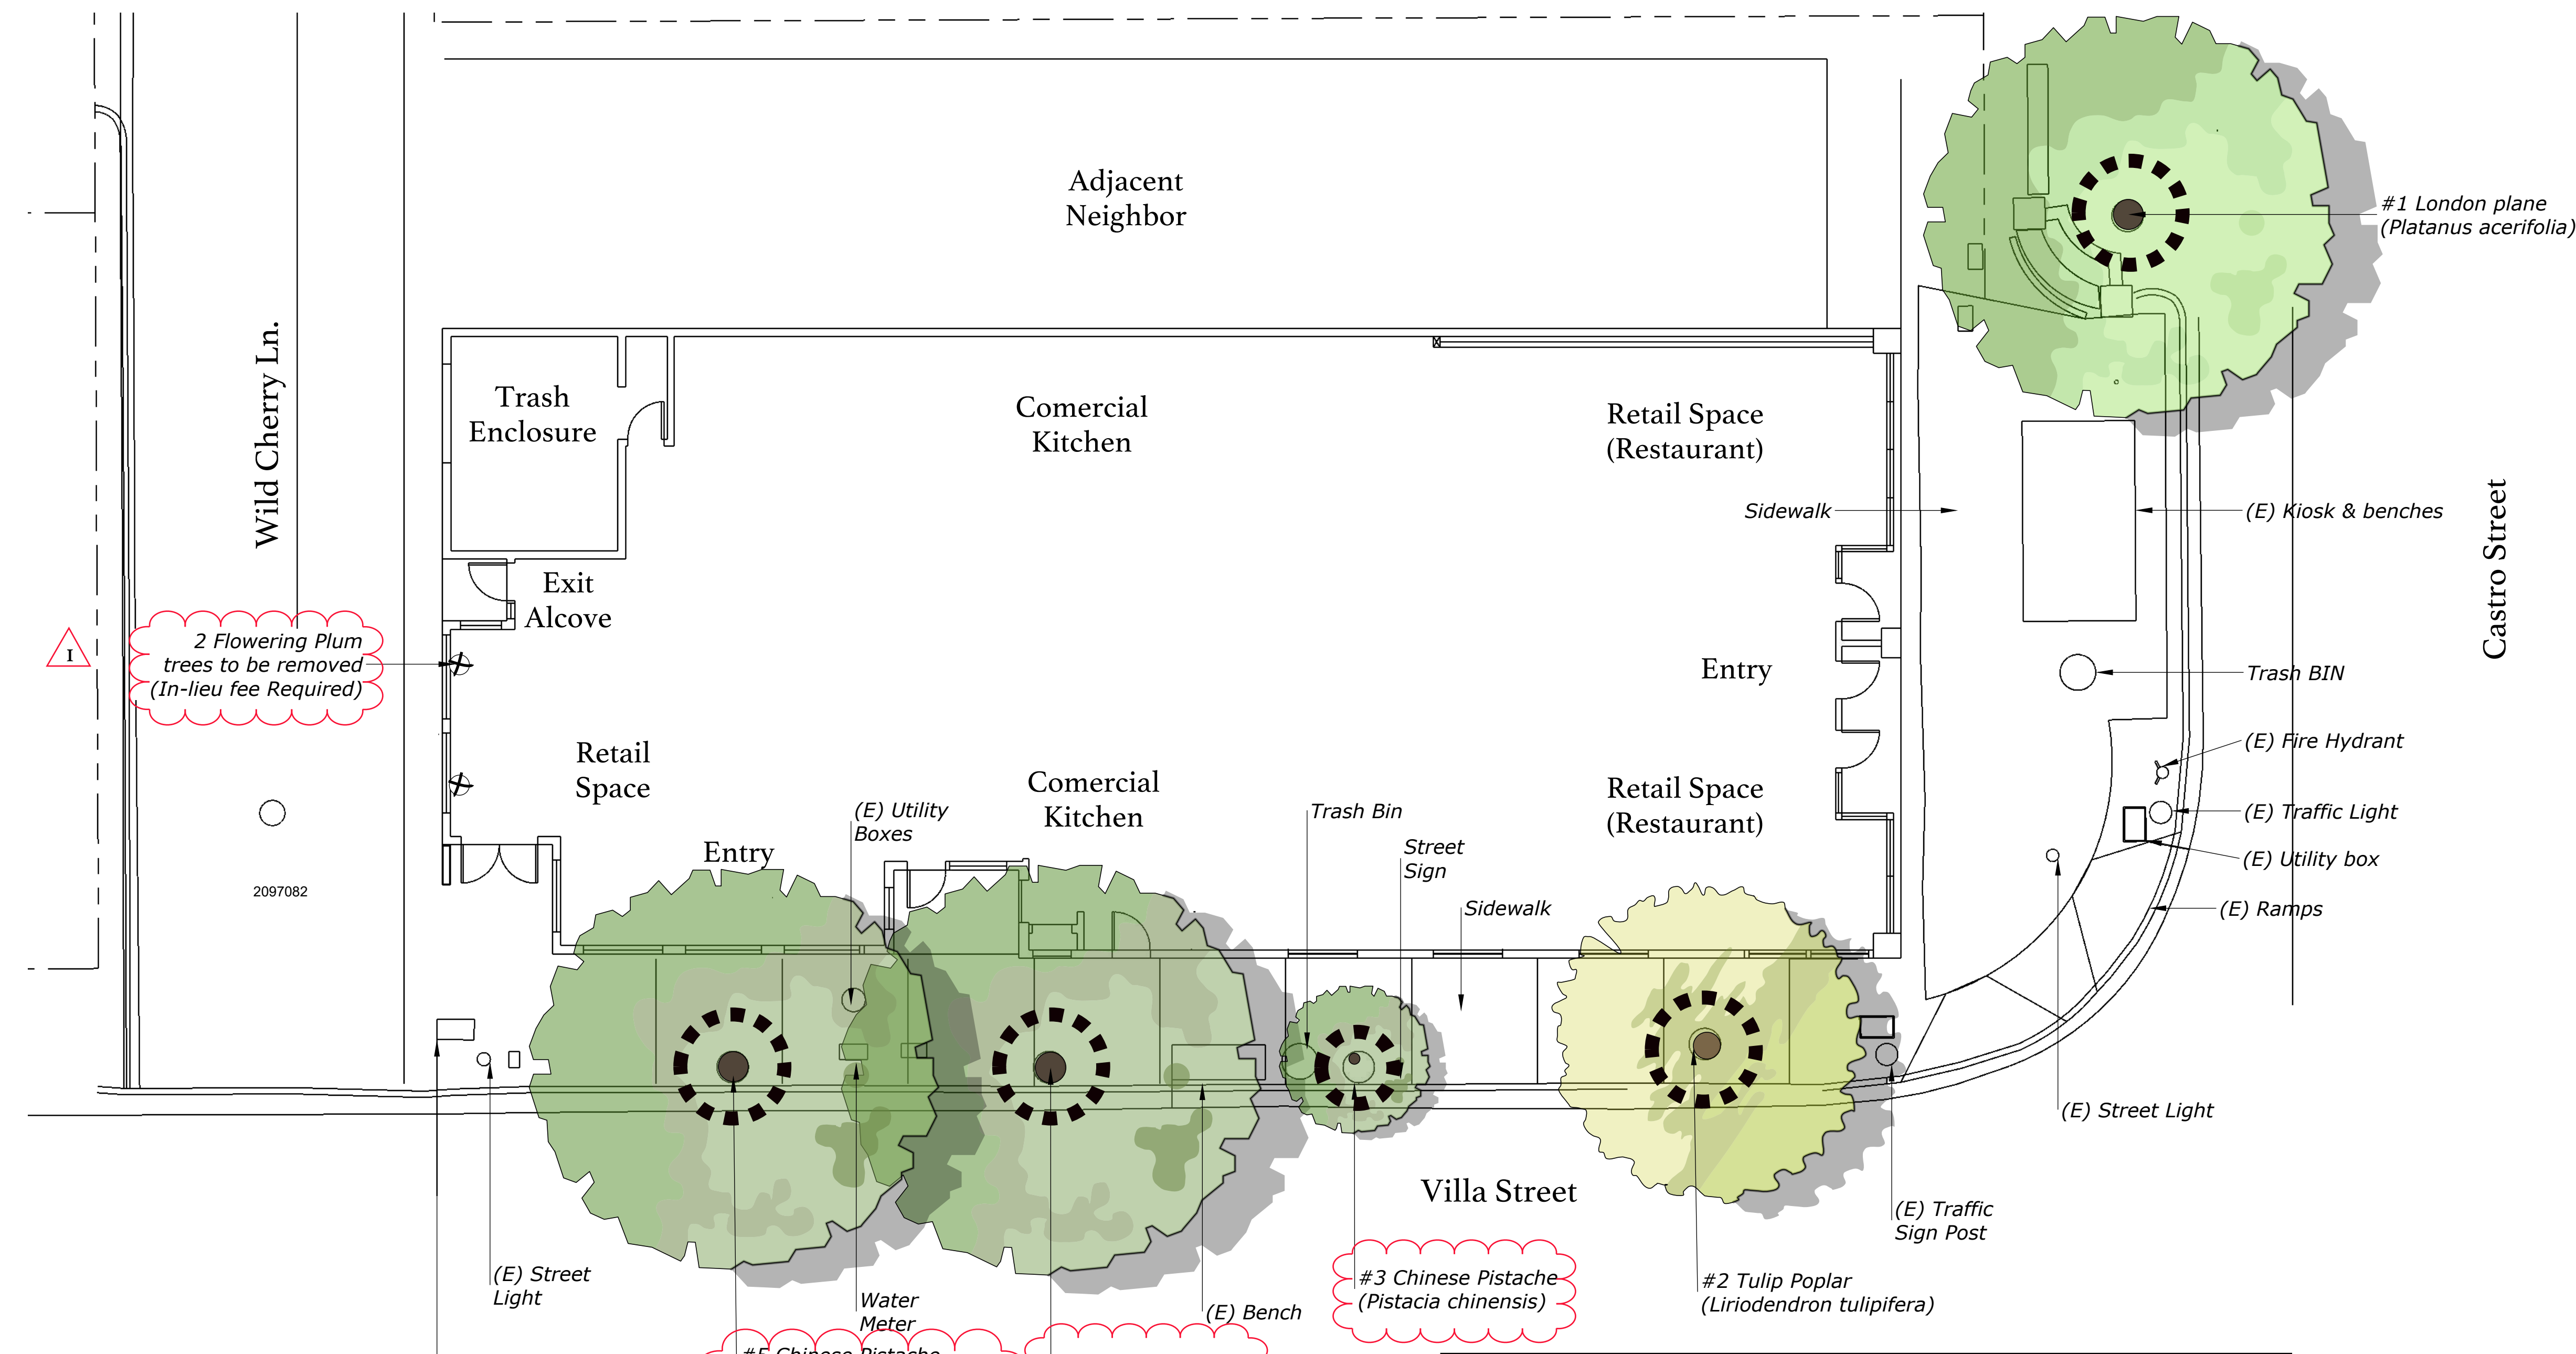 #1 London plane
(Platanus acerifolia)
Adjacent
Neighbor
Wild Cherry Ln.
Trash
Enclosure
Comercial
Kitchen
Retail Space
(Restaurant)
Sidewalk
(E) Kiosk & benches
Castro Street
Exit
Alcove
1
2 Flowering Plum
trees to be removed
(In-lieu fee Required)
Entry
Trash BIN
(E) Fire Hydrant
Retail
Space
Comercial
Kitchen
Retail Space
(Restaurant)
(E) Utility
Boxes
Trash Bin
(E) Traffic Light
Entry
Street
Sign
(E) Utility box
2097082
Sidewalk
(E) Ramps
(E) Street Light
Villa Street
(E) Traffic
Sign Post
(E) Street
Light
Water
Meter
(E) Bench
#3 Chinese Pistache
(Pistacia chinensis)
#2 Tulip Poplar
(Liriodendron tulipifera)
#5 Chinese Pistache